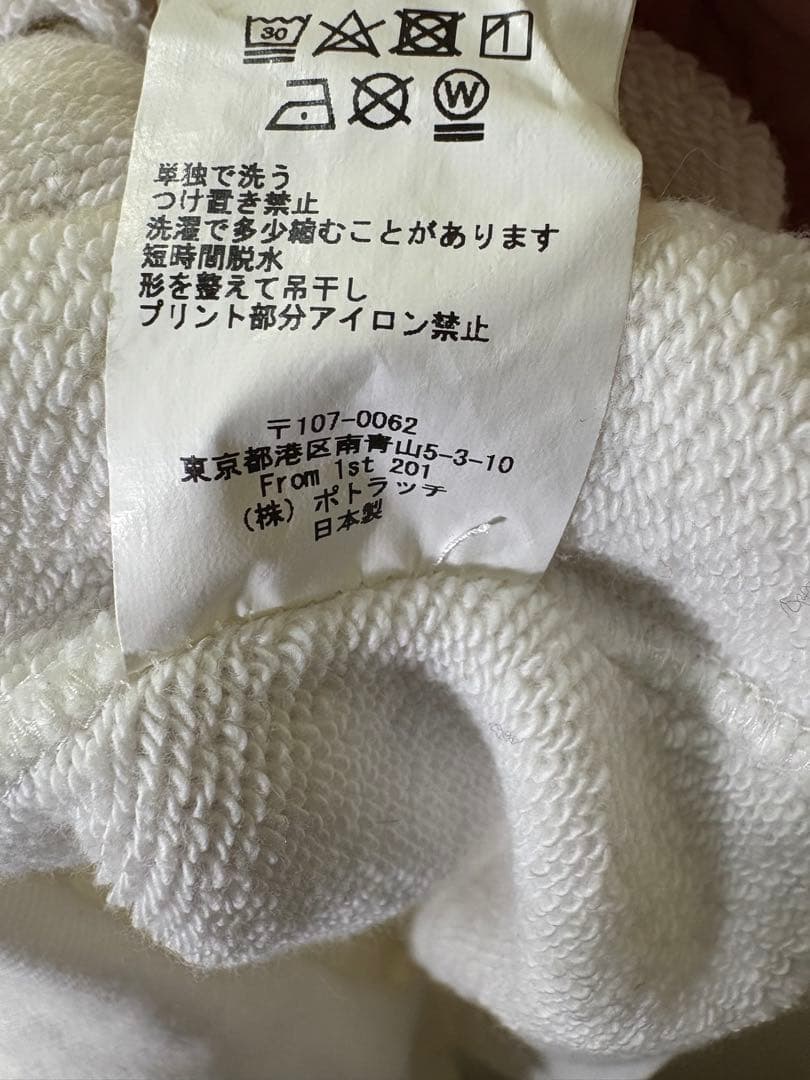 30
W
単独で洗う
つけ置き禁止
洗濯で多少縮むことがあります
短時間脱水
形を整えて吊干し
プリント部分アイロン禁止
〒107-0062
東京都港区南青山5-3-10
From 1st 201
(株) ポトラッチ
日本製